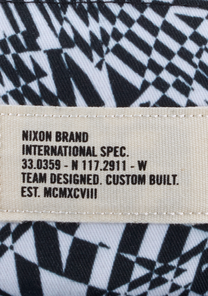 NIXON BRAND
INTERNATIONAL SPEC.
33.0359 - N 117.2911 - W
TEAM DESIGNED. CUSTOM BUILT.
EST. MCMXCVIII